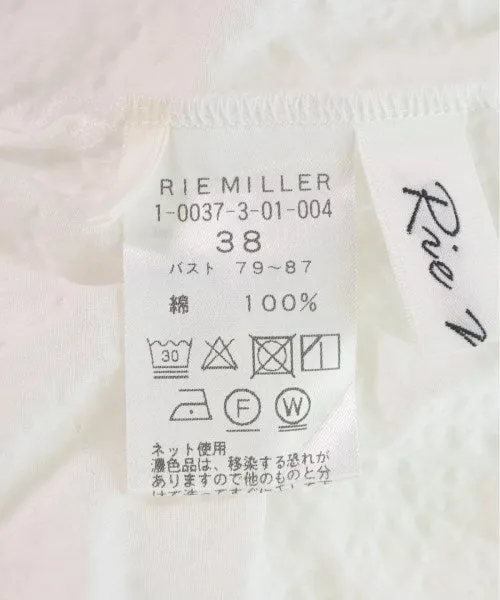 RIE MILLER
1-0037-3-01-004
38
バスト 79～87
綿 100%
30
F W
ネット使用
濃色品は、移染する恐れが
ありますので他のものと分
Rie